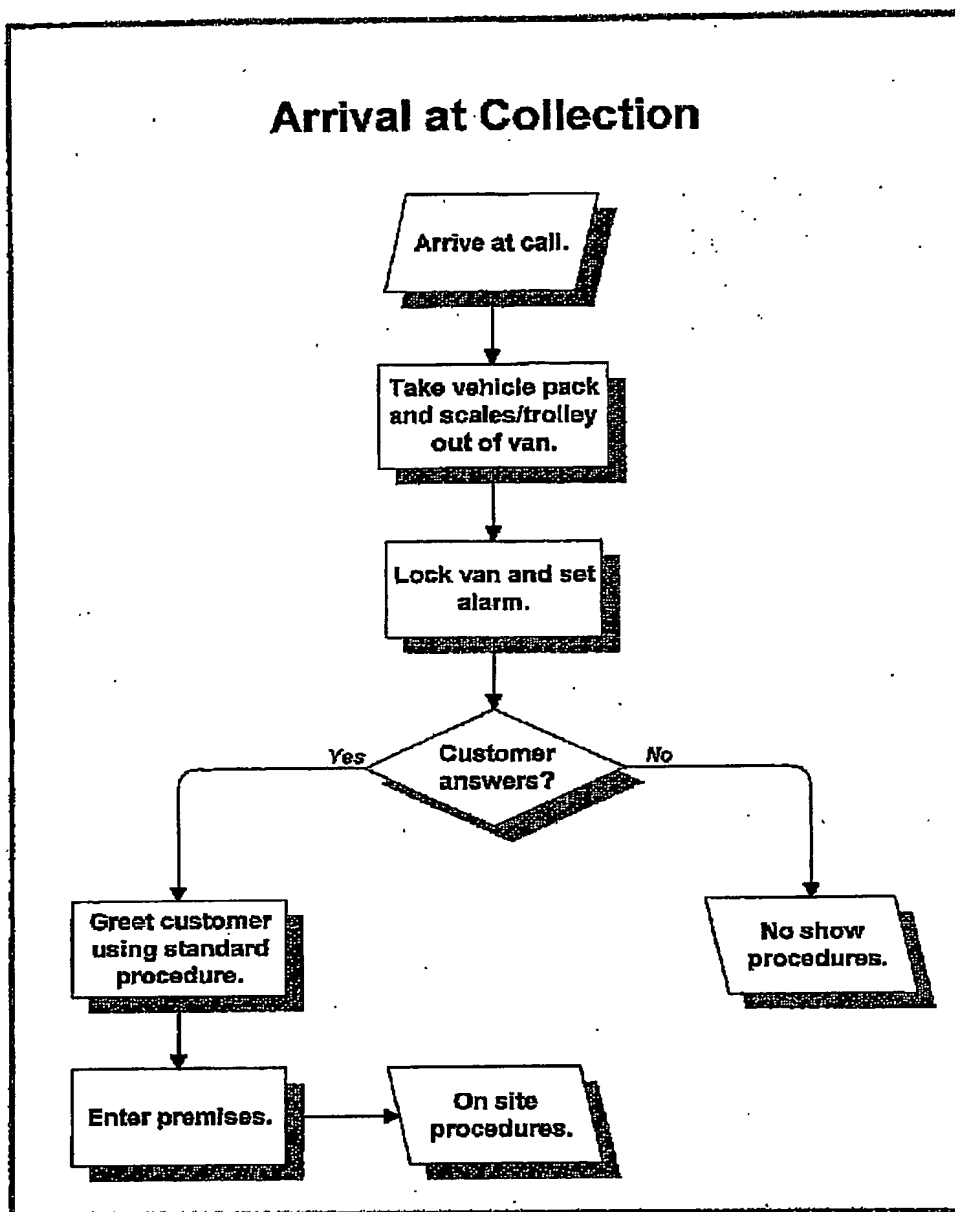 Arrival at Collection
Arrive at call.
Take vehicle pack
and scales/trolley
out of van.
Lock van and set
alarm.
Customer
answers?
Yes
No
Greet customer
using standard
procedure.
No show
procedures.
Enter premises.
On site
procedures.